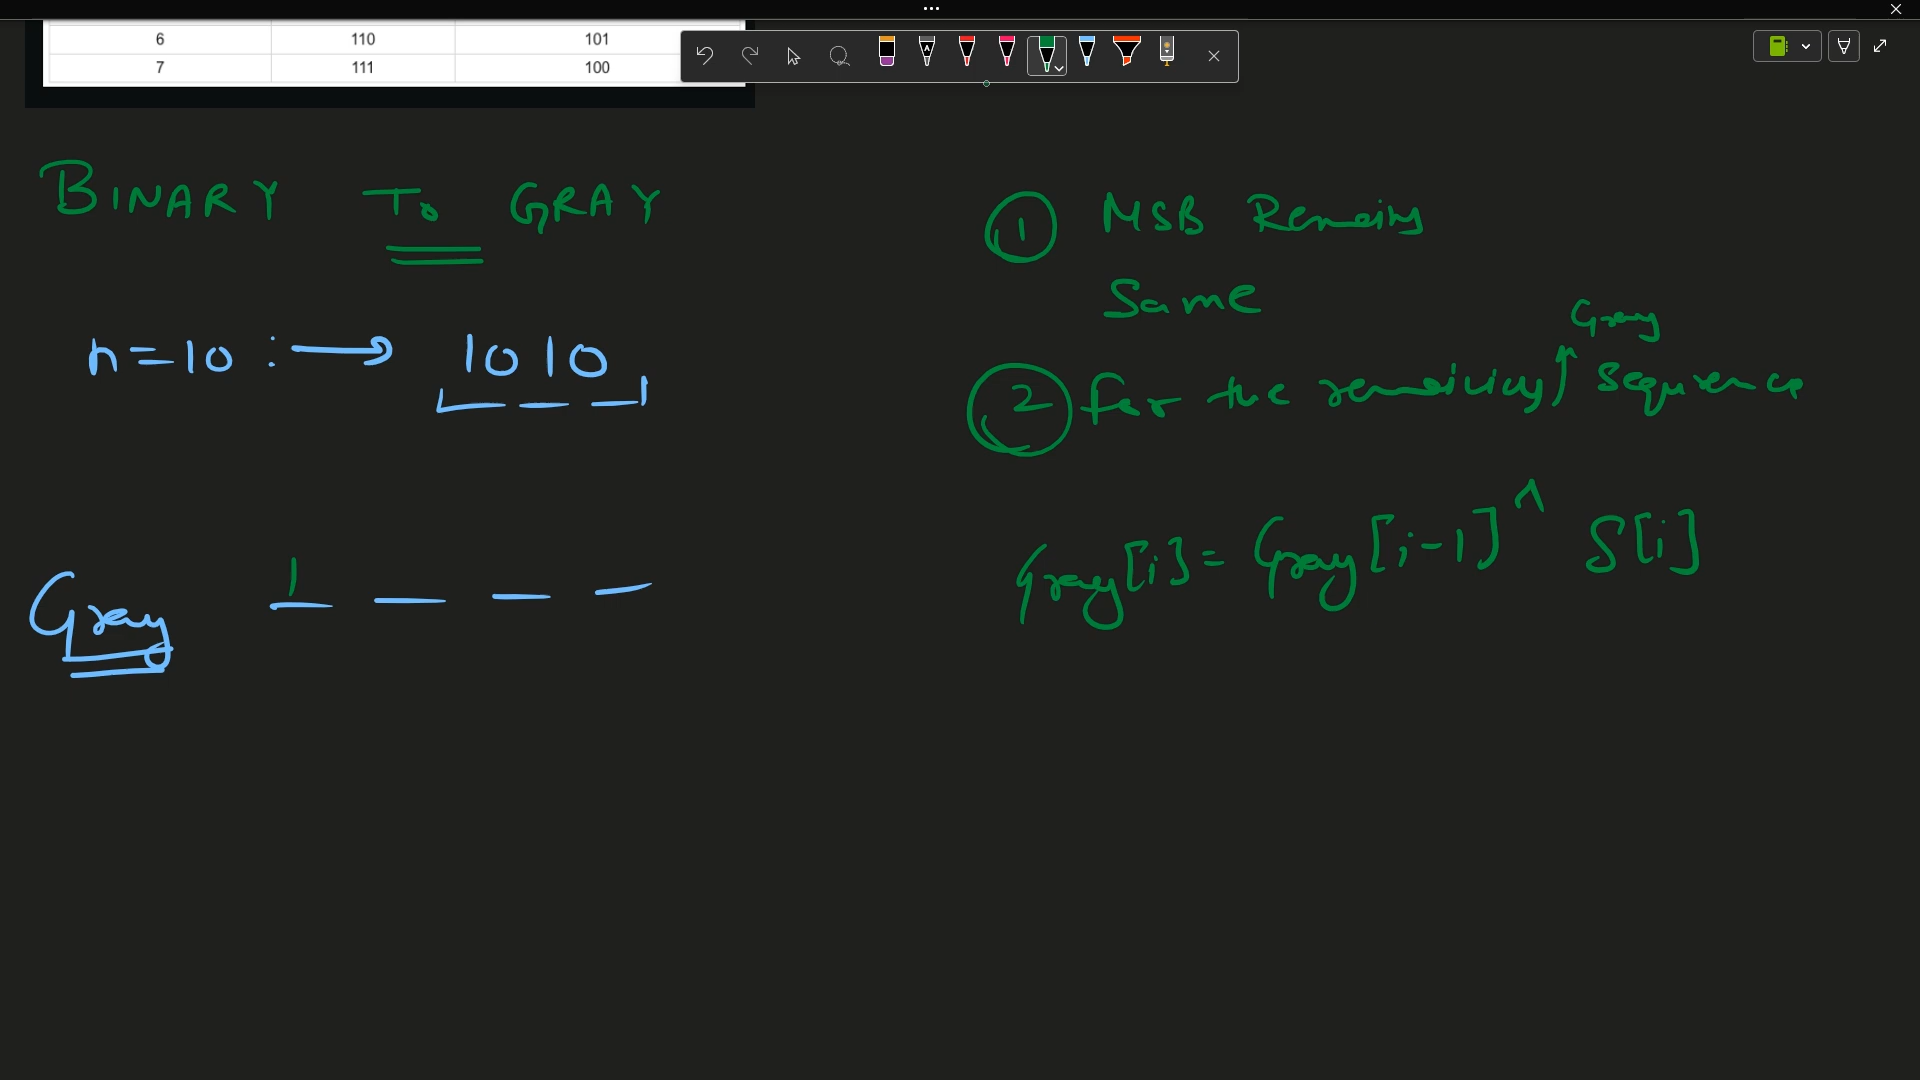 6 110 101
7 111 100
BINARY To GRAY
n=10 : → 1010
Gray 1 _ _ _
1 MSB Remains
Same
Gray
2 for the remaining sequence
Gray[i] = Gray[i-1] ^ S[i]